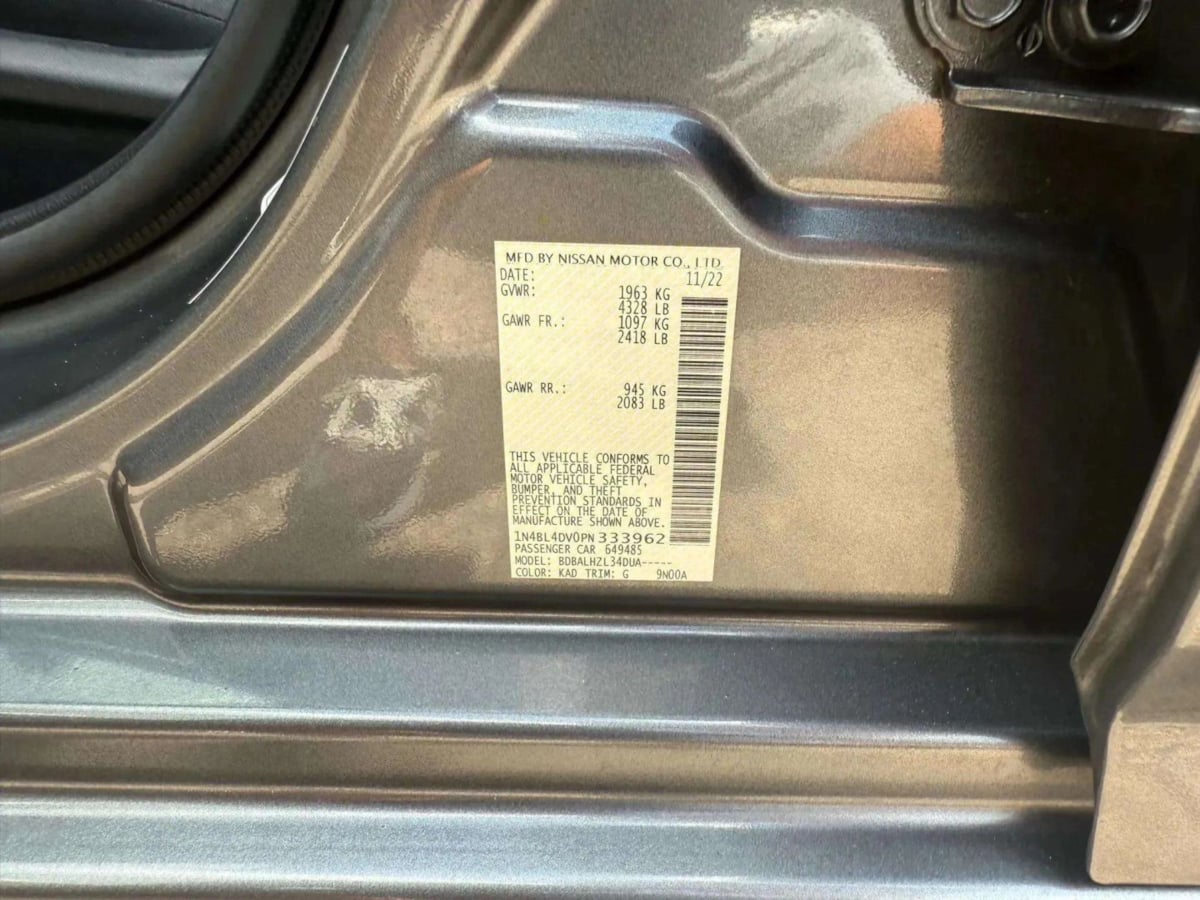 MFD BY NISSAN MOTOR CO., LTD.
DATE: 11/22
GVWR: 1963 KG
4328 LB
GAWR FR.: 1097 KG
2418 LB
GAWR RR.: 945 KG
2083 LB
THIS VEHICLE CONFORMS TO
ALL APPLICABLE FEDERAL
MOTOR VEHICLE SAFETY,
BUMPER, AND THEFT
PREVENTION STANDARDS IN
EFFECT ON THE DATE OF
MANUFACTURE SHOWN ABOVE.
1N4BL4DV0PN333962
PASSENGER CAR 649485
MODEL: BDBALHZL34DUA-----
COLOR: KAD TRIM: G 9N00A